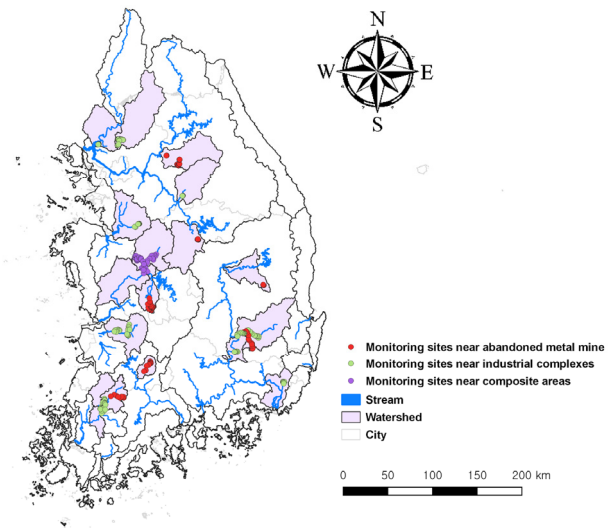 N
W E
S
Monitoring sites near abandoned metal mine
Monitoring sites near industrial complexes
Monitoring sites near composite areas
Stream
Watershed
City
0 50 100 150 200 km